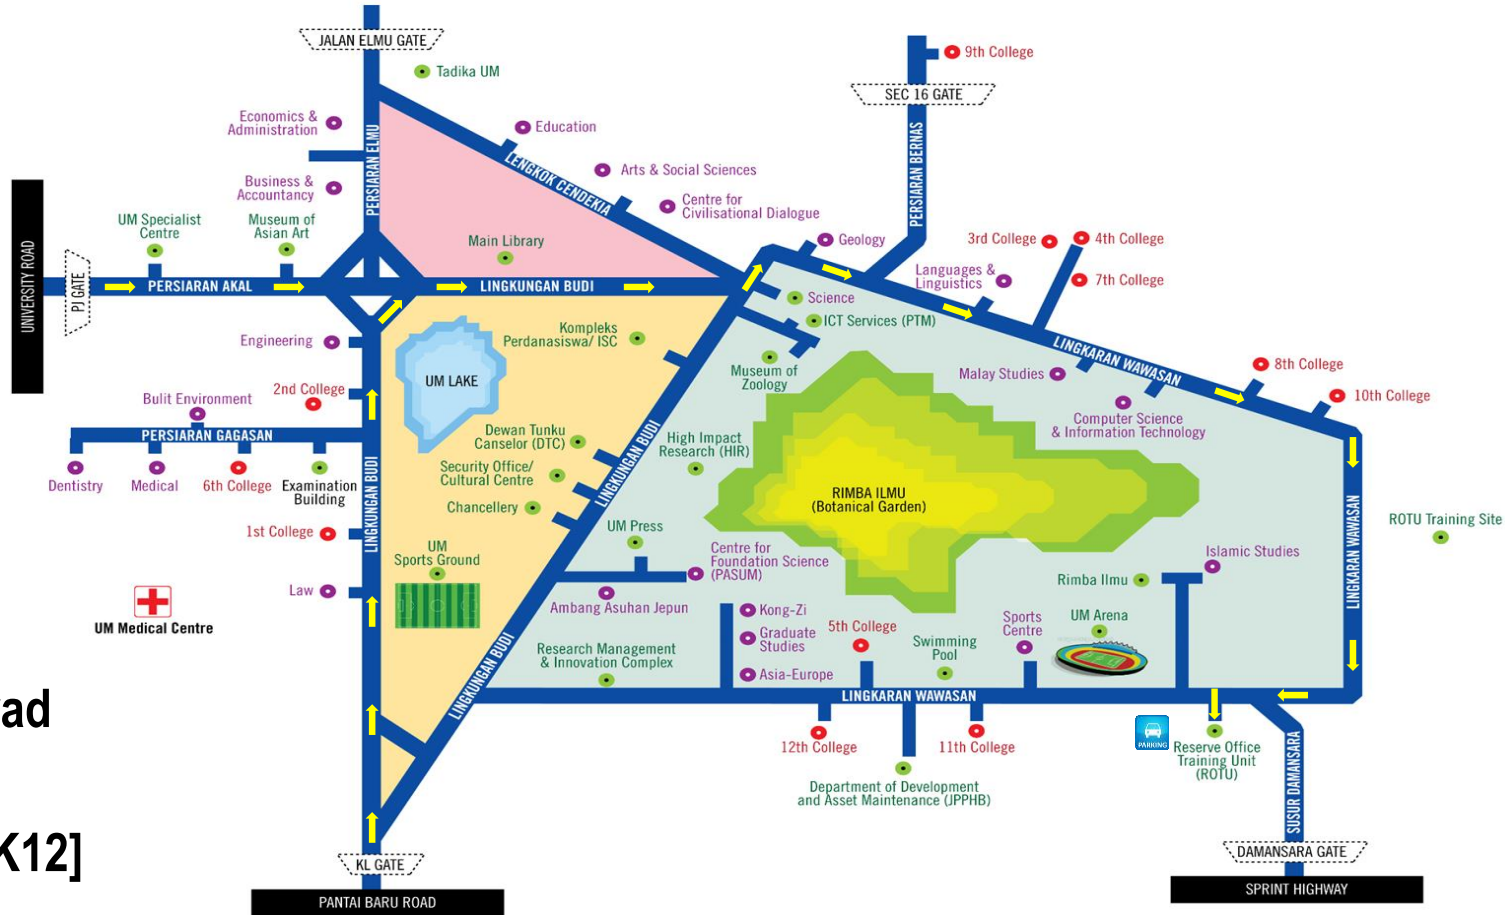 JALAN ELMU GATE
Tadika UM
9th College
SEC 16 GATE
Economics &
Administration
Education
PERSIARAN ELMU
PERSIARAN BERNAS
LENGKOK CENDEKIA
Arts & Social Sciences
Business &
Accountancy
Centre for
Civilisational Dialogue
UM Specialist
Centre
Museum of
Asian Art
Main Library
Geology
3rd College
4th College
7th College
Languages &
Linguistics
UNIVERSITY ROAD
PJ GATE
PERSIARAN AKAL
LINGKUNGAN BUDI
Science
ICT Services (PTM)
Engineering
Kompleks
Perdanasiswa/ ISC
Museum of
Zoology
LINGKARAN WAWASAN
Malay Studies
8th College
10th College
UM LAKE
2nd College
Bulit Environment
Computer Science
& Information Technology
PERSIARAN GAGASAN
Dewan Tunku
Canselor (DTC)
LINGKUNGAN BUDI
High Impact
Research (HIR)
Security Office/
Cultural Centre
Dentistry
Medical
6th College
Examination
Building
LINGKUNGAN BUDI
Chancellery
RIMBA ILMU
(Botanical Garden)
LINGKARAN WAWASAN
ROTU Training Site
1st College
UM Press
UM
Sports Ground
Centre for
Foundation Science
(PASUM)
Islamic Studies
Rimba Ilmu
Law
Ambang Asuhan Jepun
Kong-Zi
UM Medical Centre
Graduate
Studies
5th College
Sports
Centre
UM Arena
Swimming
Pool
Research Management
& Innovation Complex
Asia-Europe
LINGKUNGAN BUDI
LINGKARAN WAWASAN
ad
12th College
11th College
PARKING
Reserve Office
Training Unit
(ROTU)
Department of Development
and Asset Maintenance (JPPHB)
SUSUR DAMANSARA
K12]
KL GATE
DAMANSARA GATE
PANTAI BARU ROAD
SPRINT HIGHWAY